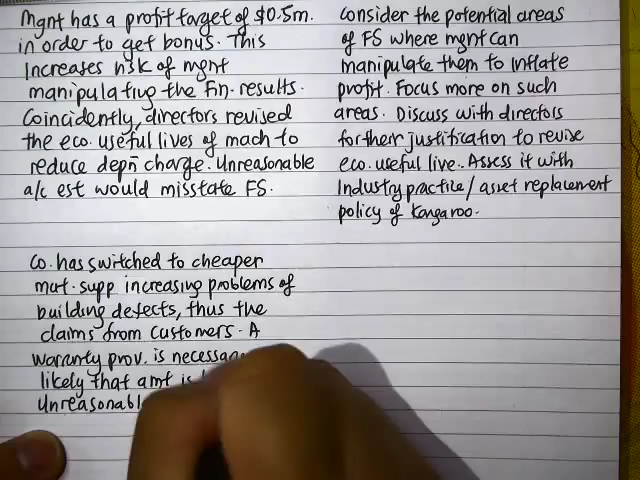 Mgnt has a profit target of $0.5m.
in order to get bonus. This
increases risk of mgnt
manipulating the fin. results.
Coincidently, directors revised
the eco. useful lives of mach to
reduce depñ charge. Unreasonable
a/c est would misstate FS.
Consider the potential areas
of FS where mgnt can
manipulate them to inflate
profit. Focus more on such
areas. Discuss with directors
for their justification to revise
eco. useful live. Assess it with
industry practice/asset replacement
policy of Kangaroo.
Co. has switched to cheaper
mat. supp increasing problems of
building defects, thus the
claims from customers. A
warranty prov. is
likely that amt is